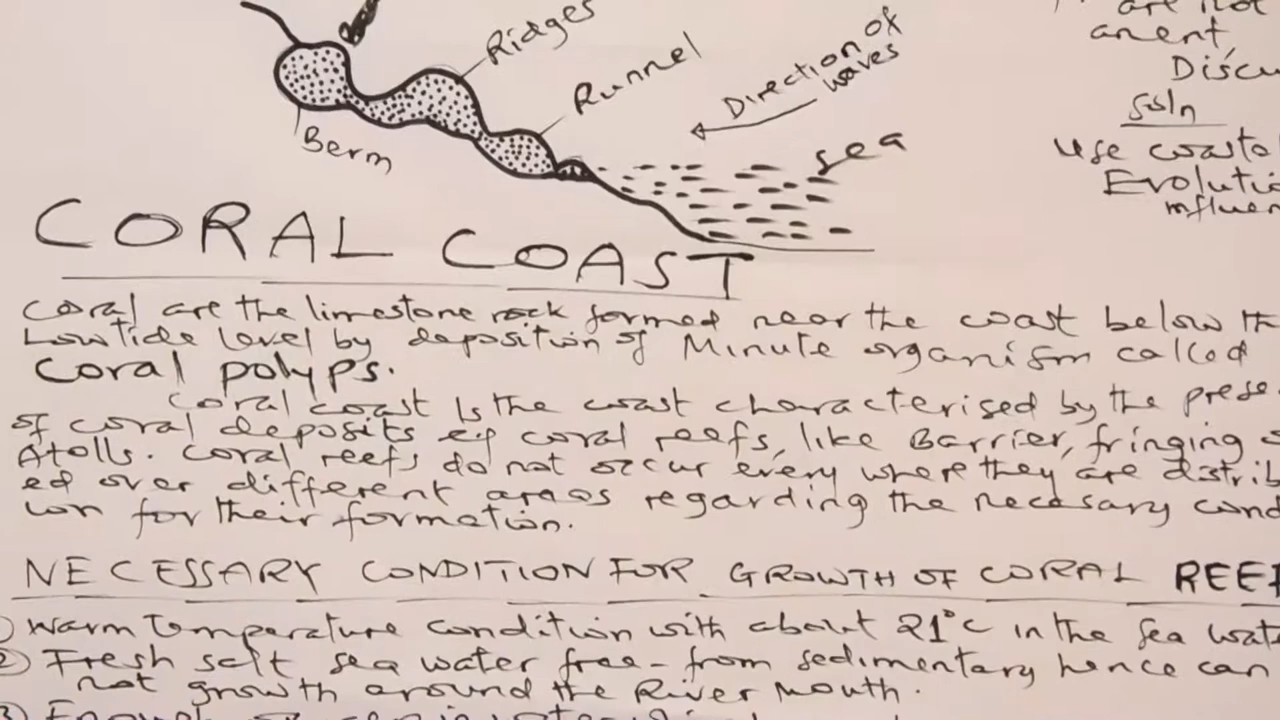 Ridges
Runnel
Direction of
waves
sea
Berm
are not
anent,
Discu
Soln
Use coasta
Evolutio
influen
CORAL COAST
Coral are the limestone rock formed near the coast below th
Low tide level by deposition of Minute organism called
Coral polyps.
Coral coast Is the coast characterised by the prese
of coral deposits eg coral reefs, like Barrier, fringing
Atolls. Coral reefs do not occur every where they are distrib
ed over different areas regarding the necessary cond
ion for their formation.
NECESSARY CONDITION FOR GROWTH OF CORAL REEF
1) Warm temperature condition with about 21°c in the sea wate
2) Fresh salt sea water free-from sedimentary hence can
not growth around the River mouth.
3)